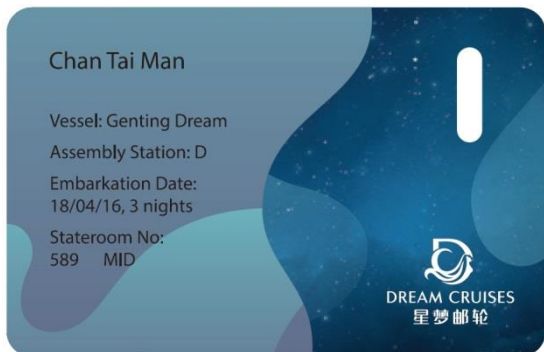 Chan Tai Man
Vessel: Genting Dream
Assembly Station: D
Embarkation Date:
18/04/16, 3 nights
Stateroom No:
589 MID
DREAM CRUISES
星梦邮轮